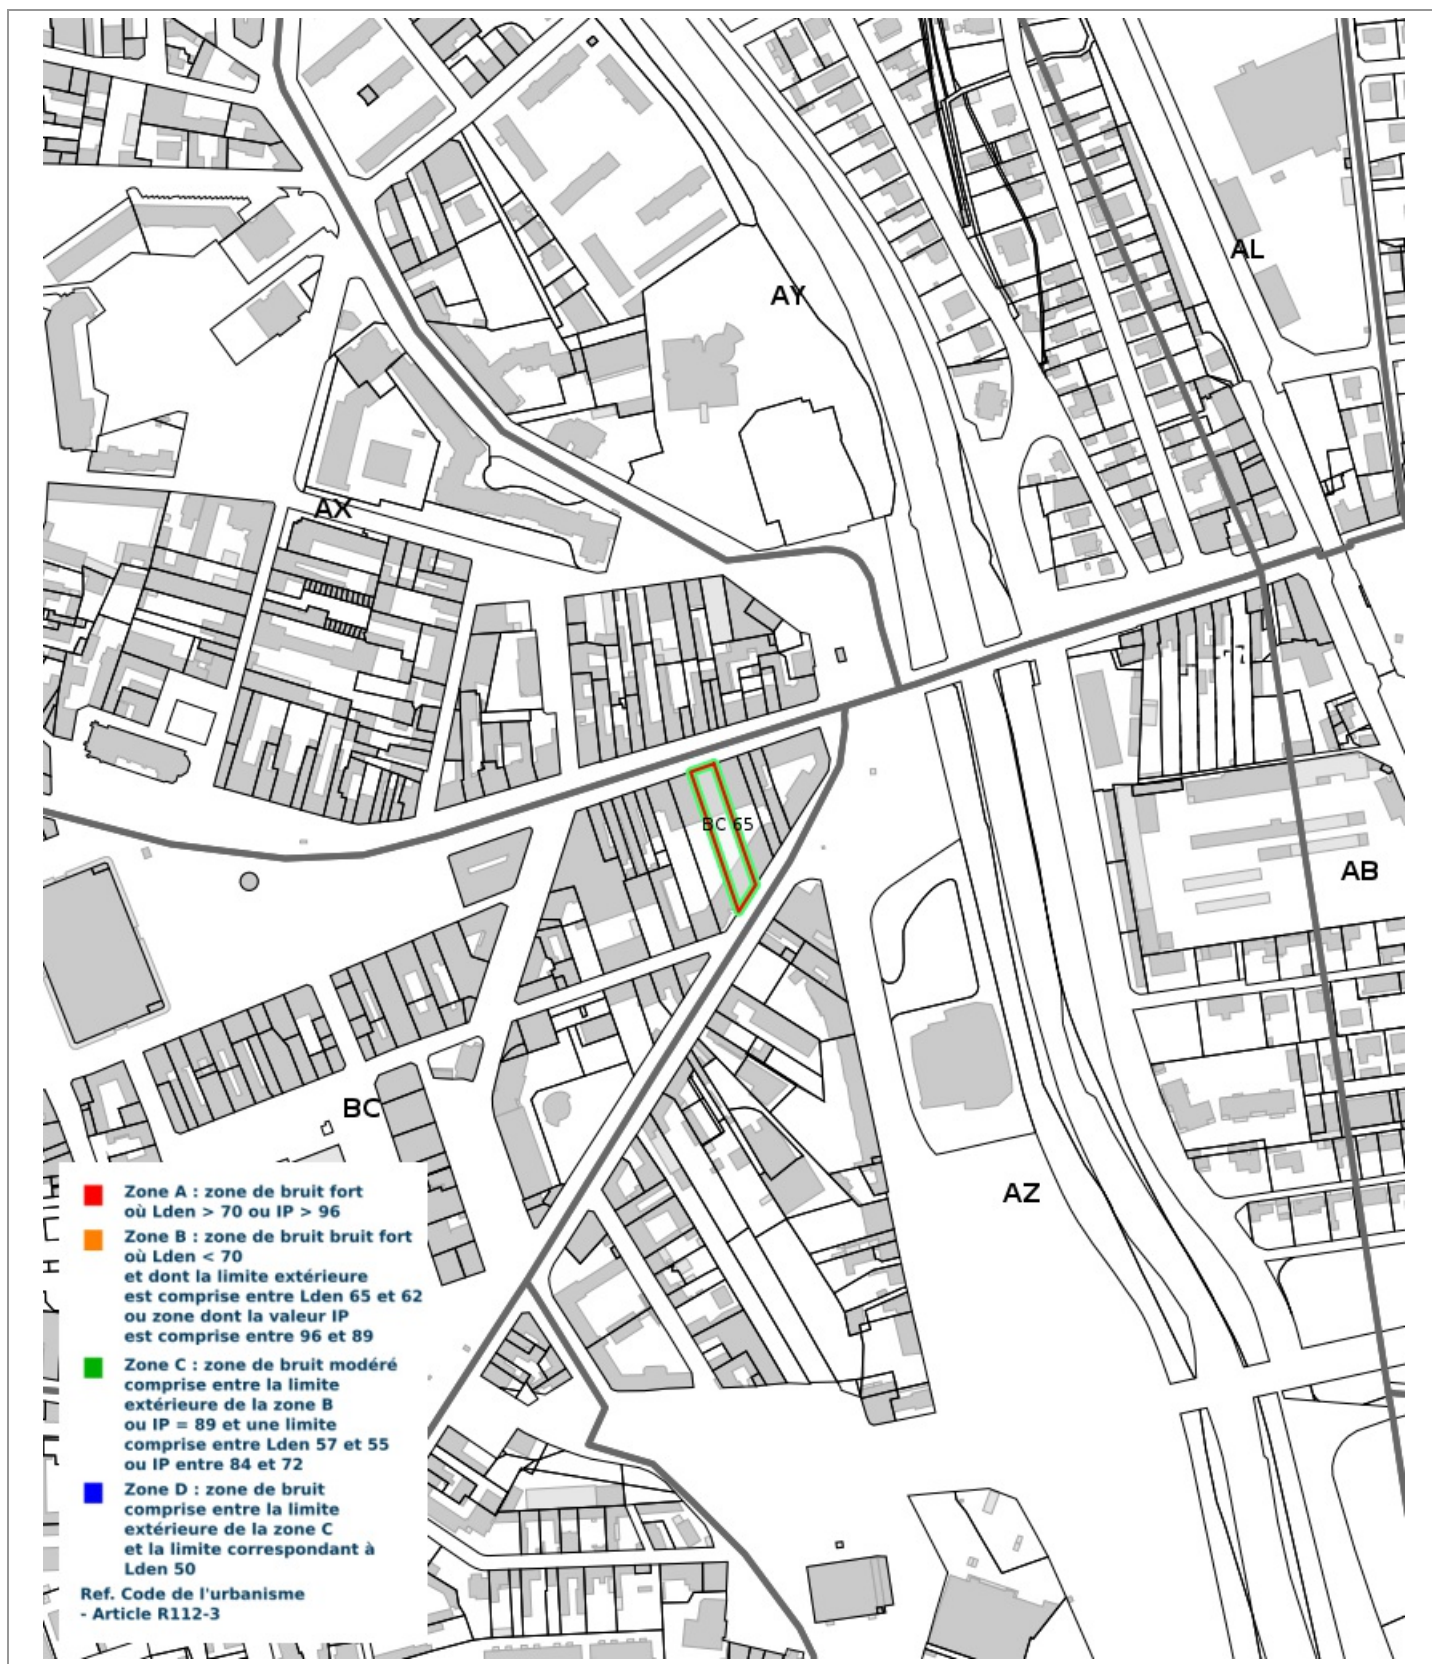 AL
AY
AX
BC 65
AB
BC
AZ
Zone A : zone de bruit fort
où Lden > 70 ou IP > 96
Zone B : zone de bruit bruit fort
où Lden < 70
et dont la limite extérieure
est comprise entre Lden 65 et 62
ou zone dont la valeur IP
est comprise entre 96 et 89
Zone C : zone de bruit modéré
comprise entre la limite
extérieure de la zone B
ou IP = 89 et une limite
comprise entre Lden 57 et 55
ou IP entre 84 et 72
Zone D : zone de bruit
comprise entre la limite
extérieure de la zone C
et la limite correspondant à
Lden 50
Ref. Code de l'urbanisme
- Article R112-3